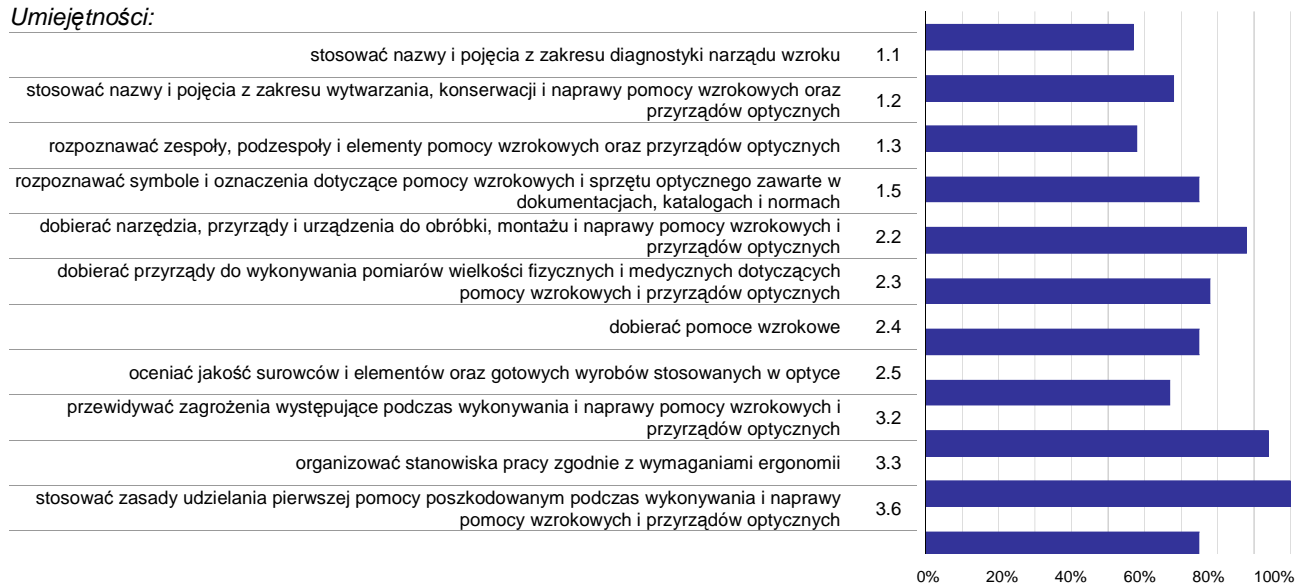 Umiejętności:
stosować nazwy i pojęcia z zakresu diagnostyki narządu wzroku 1.1
stosować nazwy i pojęcia z zakresu wytwarzania, konserwacji i naprawy pomocy wzrokowych oraz
przyrządów optycznych 1.2
rozpoznawać zespoły, podzespoły i elementy pomocy wzrokowych oraz przyrządów optycznych 1.3
rozpoznawać symbole i oznaczenia dotyczące pomocy wzrokowych i sprzętu optycznego zawarte w
dokumentacjach, katalogach i normach 1.5
dobierać narzędzia, przyrządy i urządzenia do obróbki, montażu i naprawy pomocy wzrokowych i
przyrządów optycznych 2.2
dobierać przyrządy do wykonywania pomiarów wielkości fizycznych i medycznych dotyczących
pomocy wzrokowych i przyrządów optycznych 2.3
dobierać pomoce wzrokowe 2.4
oceniać jakość surowców i elementów oraz gotowych wyrobów stosowanych w optyce 2.5
przewidywać zagrożenia występujące podczas wykonywania i naprawy pomocy wzrokowych i
przyrządów optycznych 3.2
organizować stanowiska pracy zgodnie z wymaganiami ergonomii 3.3
stosować zasady udzielania pierwszej pomocy poszkodowanym podczas wykonywania i naprawy
pomocy wzrokowych i przyrządów optycznych 3.6
0% 20% 40% 60% 80% 100%